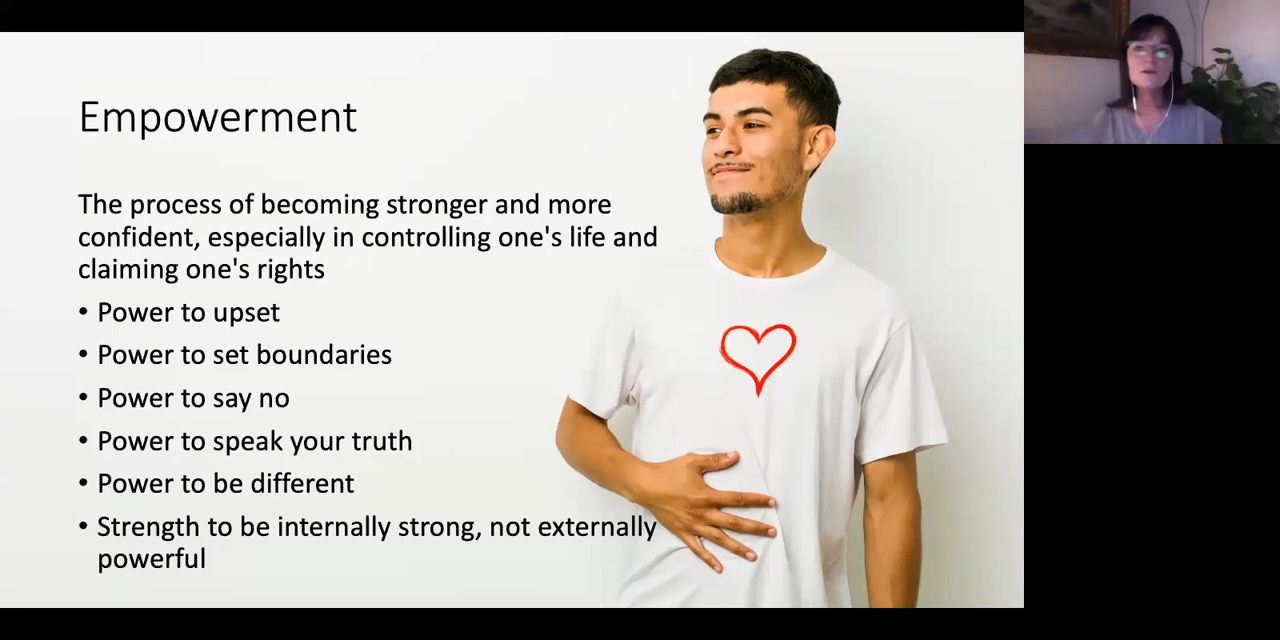 Empowerment
The process of becoming stronger and more
confident, especially in controlling one's life and
claiming one's rights
• Power to upset
• Power to set boundaries
• Power to say no
• Power to speak your truth
• Power to be different
• Strength to be internally strong, not externally
powerful